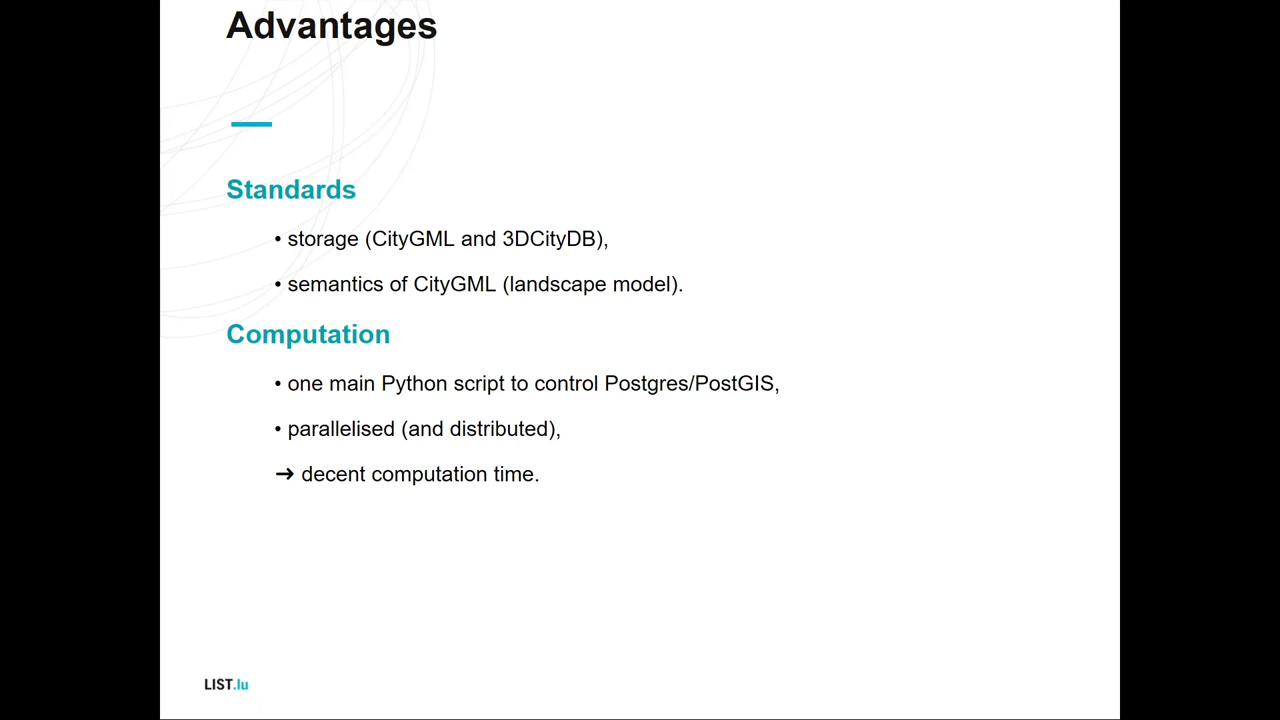 Advantages
Standards
• storage (CityGML and 3DCityDB),
• semantics of CityGML (landscape model).
Computation
• one main Python script to control Postgres/PostGIS,
• parallelised (and distributed),
➔ decent computation time.
LIST.lu